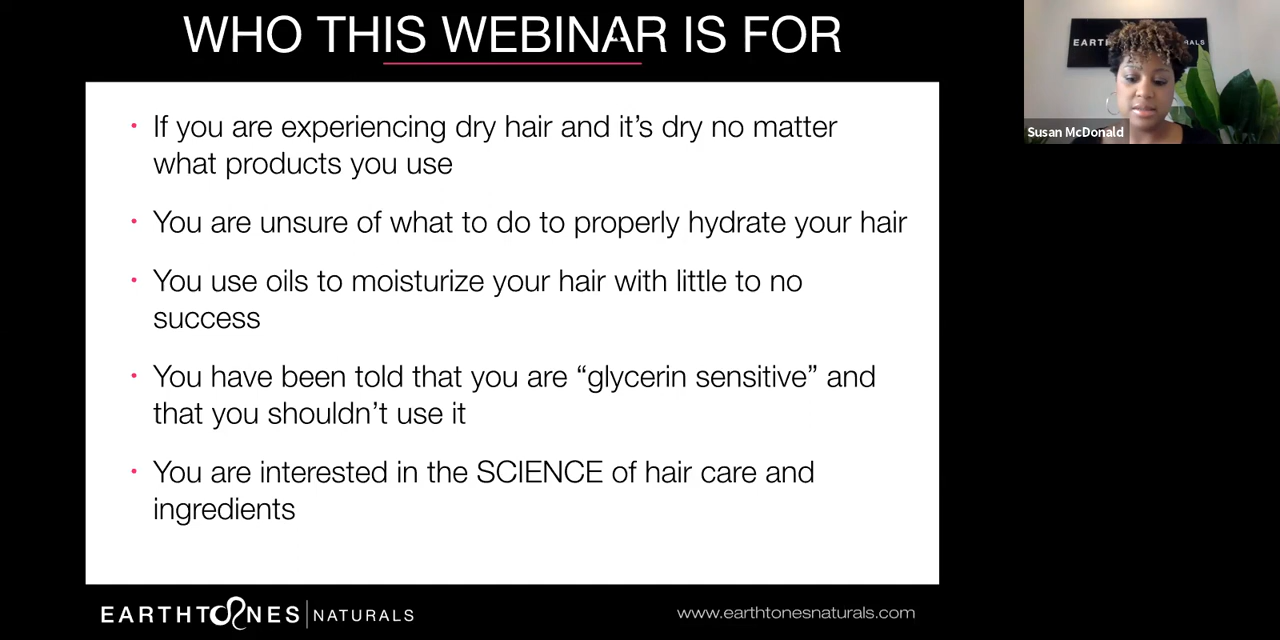 WHO THIS WEBINAR IS FOR
• If you are experiencing dry hair and it’s dry no matter
what products you use
• You are unsure of what to do to properly hydrate your hair
• You use oils to moisturize your hair with little to no
success
• You have been told that you are “glycerin sensitive” and
that you shouldn’t use it
• You are interested in the SCIENCE of hair care and
ingredients
EARTHTONES NATURALS
www.earthtonesnaturals.com
EARTH
ALS
Susan McDonald